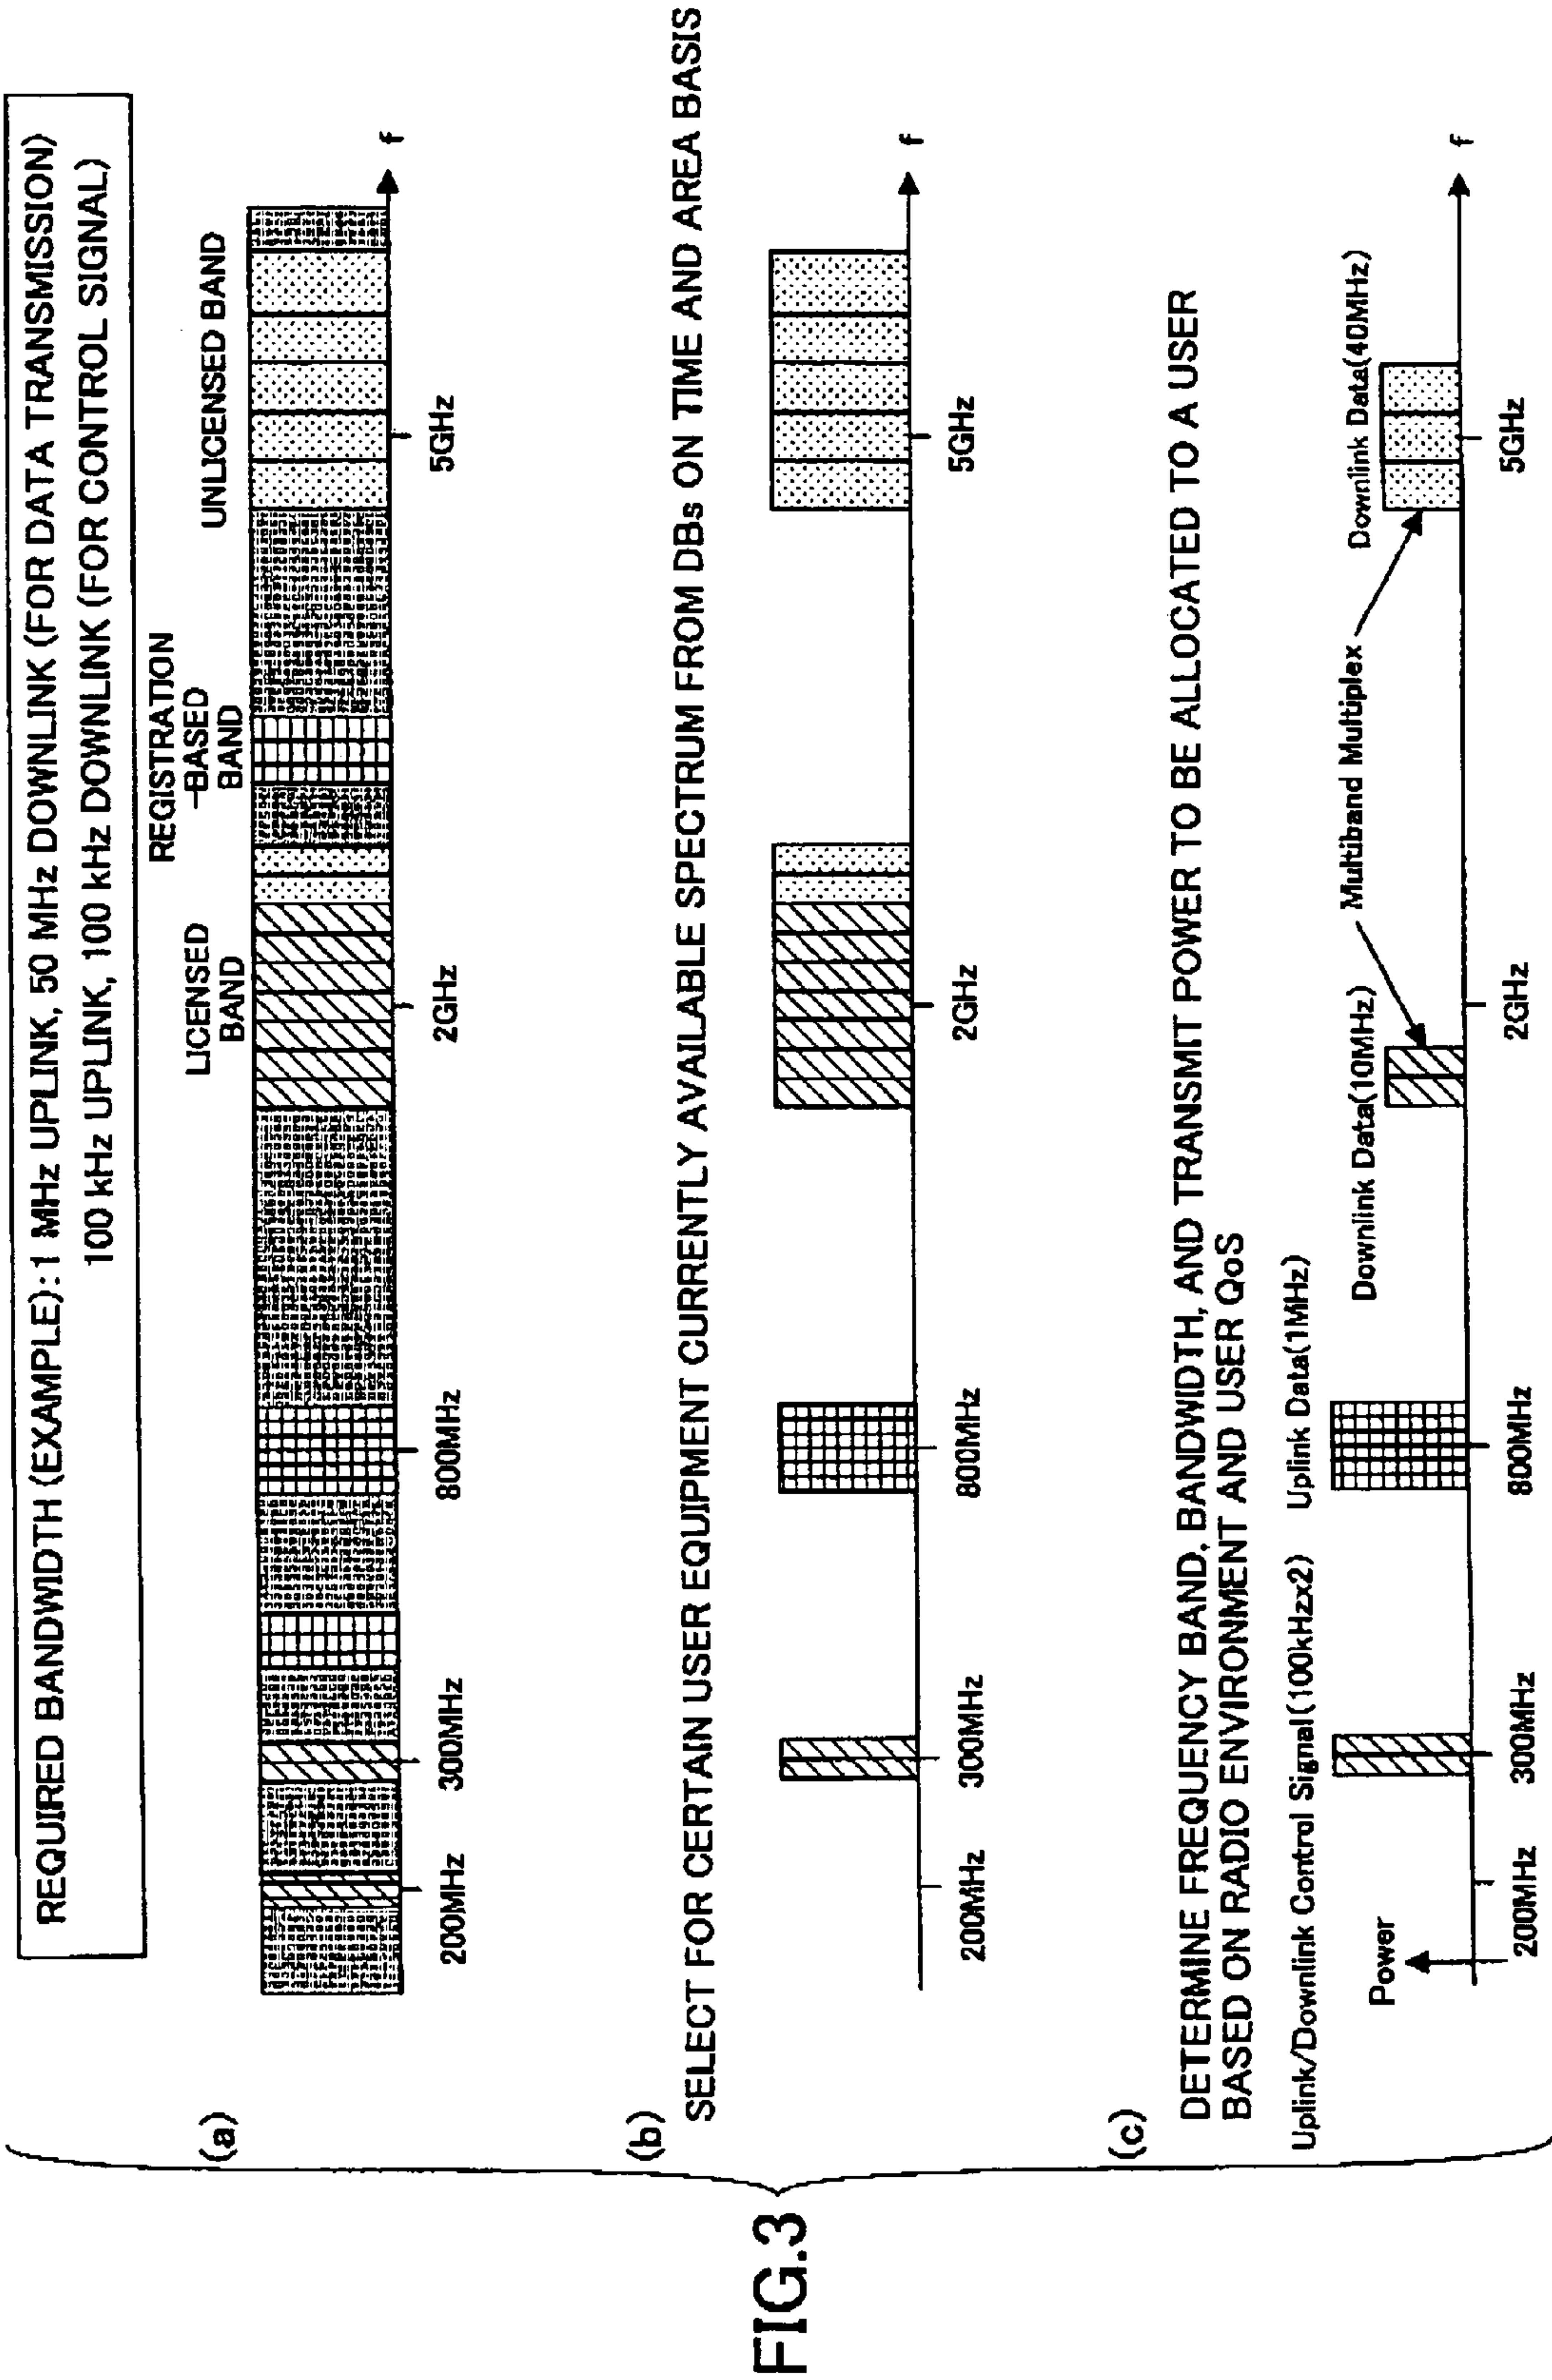 REQUIRED BANDWIDTH (EXAMPLE):1 MHz UPLINK, 50 MHz DOWNLINK (FOR DATA TRANSMISSION)
100 kHz UPLINK, 100 kHz DOWNLINK (FOR CONTROL SIGNAL)
(a)
LICENSED
BAND
REGISTRATION
-BASED
BAND
UNLICENSED BAND
f
200MHz
300MHz
800MHz
2GHz
5GHz
(b)
SELECT FOR CERTAIN USER EQUIPMENT CURRENTLY AVAILABLE SPECTRUM FROM DBs ON TIME AND AREA BASIS
f
200MHz
300MHz
800MHz
2GHz
5GHz
(c)
DETERMINE FREQUENCY BAND, BANDWIDTH, AND TRANSMIT POWER TO BE ALLOCATED TO A USER
BASED ON RADIO ENVIRONMENT AND USER QoS
Uplink/Downlink Control Signal(100kHzx2)
Uplink Data(1MHz)
Downlink Data(10MHz)
Multiband Multiplex
Downlink Data(40MHz)
Power
f
200MHz
300MHz
800MHz
2GHz
5GHz
FIG.3